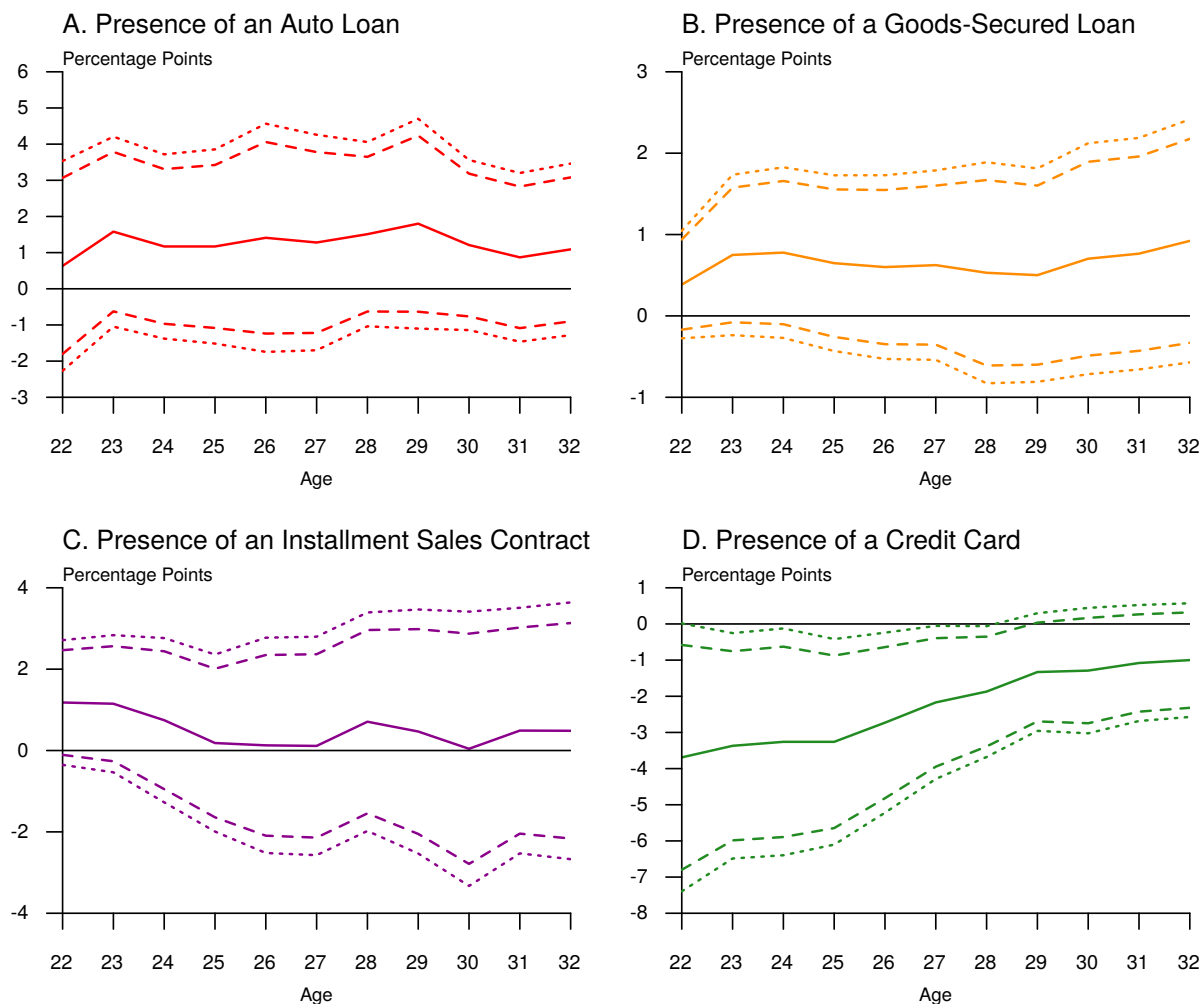 A. Presence of an Auto Loan
Percentage Points
6
5
4
3
2
1
0
-1
-2
-3
22 23 24 25 26 27 28 29 30 31 32
Age
B. Presence of a Goods-Secured Loan
Percentage Points
3
2
1
0
-1
22 23 24 25 26 27 28 29 30 31 32
Age
C. Presence of an Installment Sales Contract
Percentage Points
4
2
0
-2
-4
22 23 24 25 26 27 28 29 30 31 32
Age
D. Presence of a Credit Card
Percentage Points
1
0
-1
-2
-3
-4
-5
-6
-7
-8
22 23 24 25 26 27 28 29 30 31 32
Age